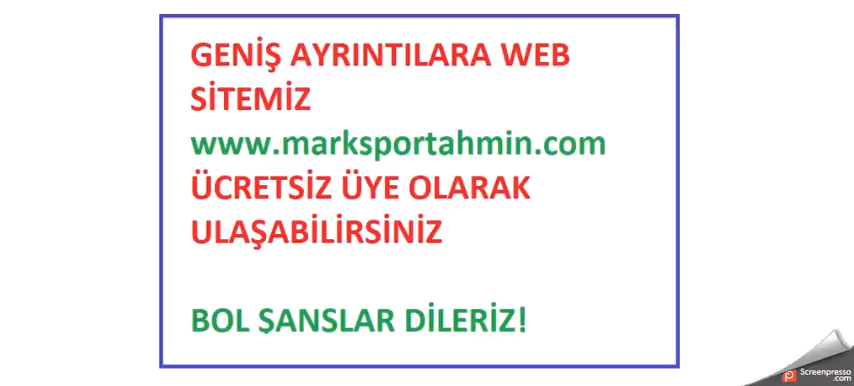 GENİŞ AYRINTILARA WEB
SİTEMİZ
www.marksportahmin.com
ÜCRETSİZ ÜYE OLARAK
ULAŞABİLİRSİNİZ
BOL ŞANSLAR DİLERİZ!
Screenpresso
.com